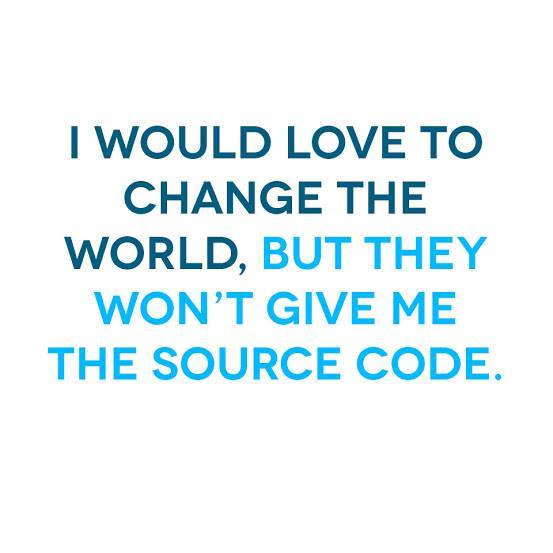 I WOULD LOVE TO
CHANGE THE
WORLD, BUT THEY
WON’T GIVE ME
THE SOURCE CODE.